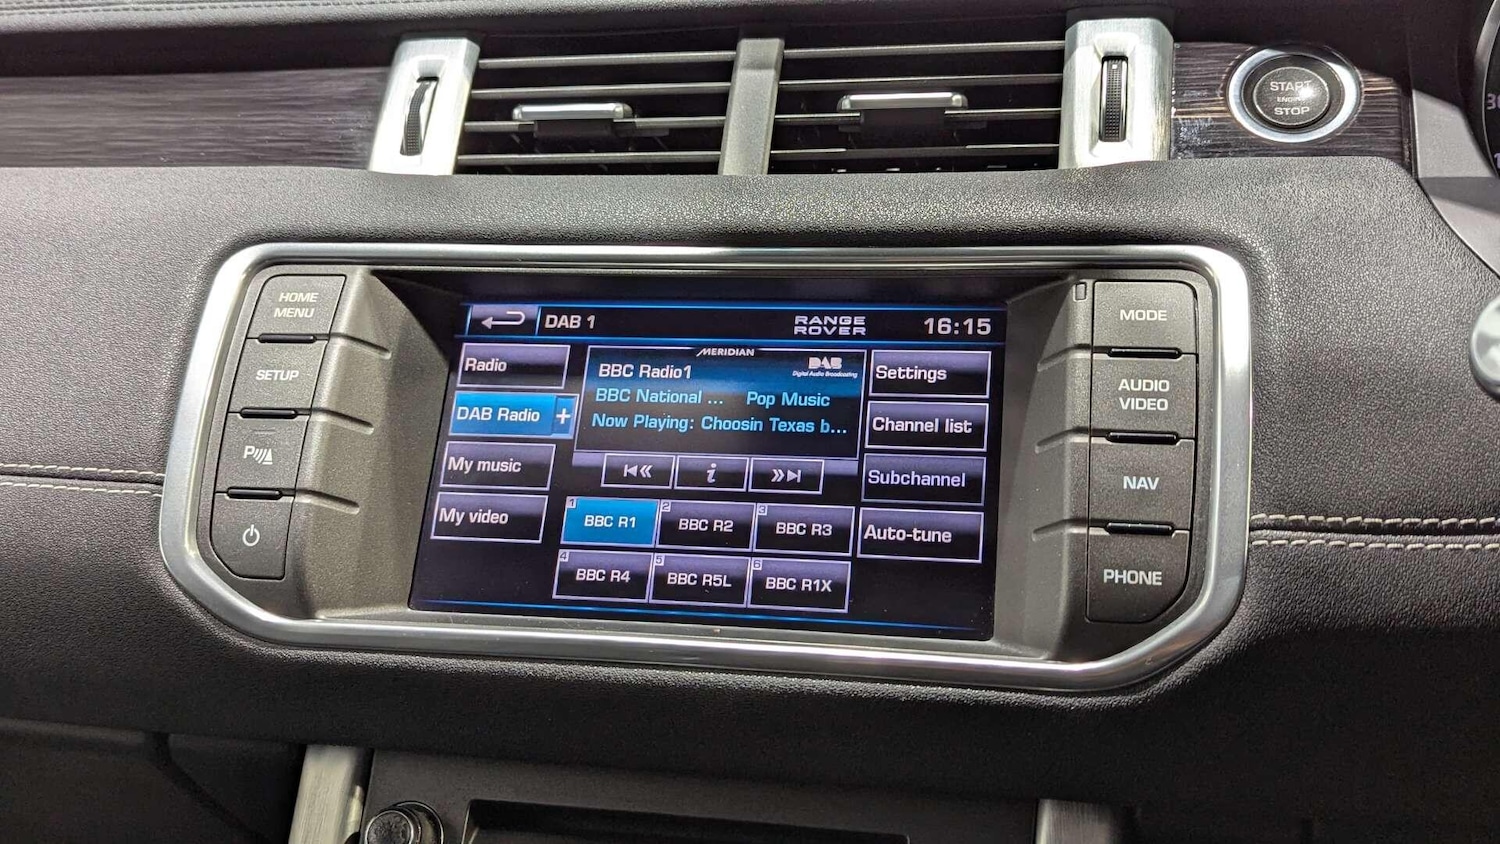 START
ENGINE
STOP
HOME
MENU
SETUP
P
MODE
AUDIO
VIDEO
NAV
PHONE
DAB 1
RANGE
ROVER
16:15
Radio
DAB Radio +
My music
My video
MERIDIAN
DAB
Digital Audio Broadcasting
BBC Radio1
BBC National ... Pop Music
Now Playing: Choosin Texas b...
i
1 BBC R1
2 BBC R2
3 BBC R3
4 BBC R4
5 BBC R5L
6 BBC R1X
Settings
Channel list
Subchannel
Auto-tune